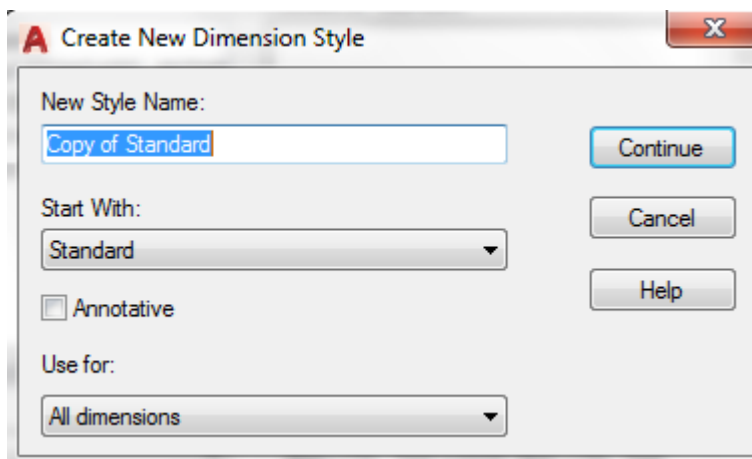 Create New Dimension Style
New Style Name:
Copy of Standard
Continue
Start With:
Cancel
Standard
Help
Annotative
Use for:
All dimensions